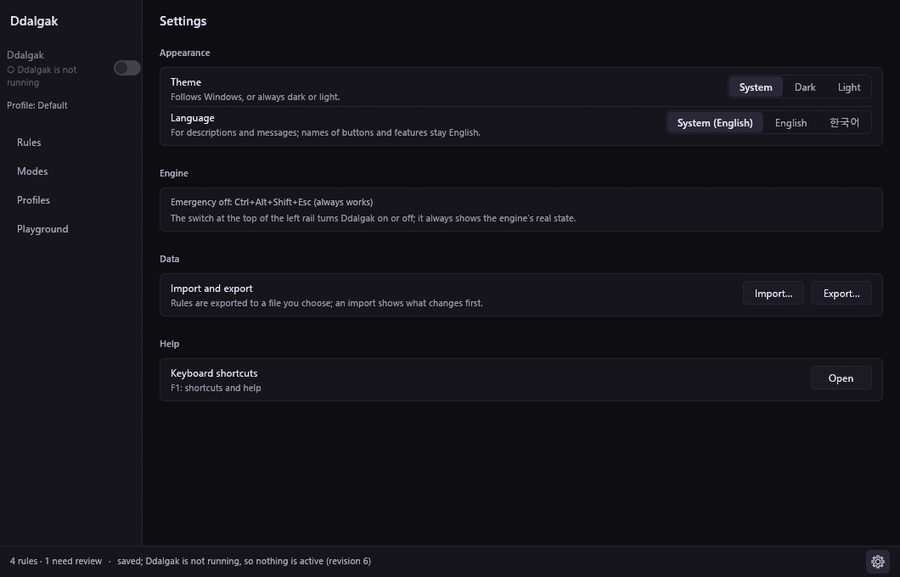 Ddalgak
Ddalgak
Ddalgak is not
running
Profile: Default
Rules
Modes
Profiles
Playground
Settings
Appearance
Theme
Follows Windows, or always dark or light.
System Dark Light
Language
For descriptions and messages; names of buttons and features stay English.
System (English) English 한국어
Engine
Emergency off: Ctrl+Alt+Shift+Esc (always works)
The switch at the top of the left rail turns Ddalgak on or off; it always shows the engine's real state.
Data
Import and export
Rules are exported to a file you choose; an import shows what changes first.
Import... Export...
Help
Keyboard shortcuts
F1: shortcuts and help
Open
4 rules · 1 need review · saved; Ddalgak is not running, so nothing is active (revision 6)